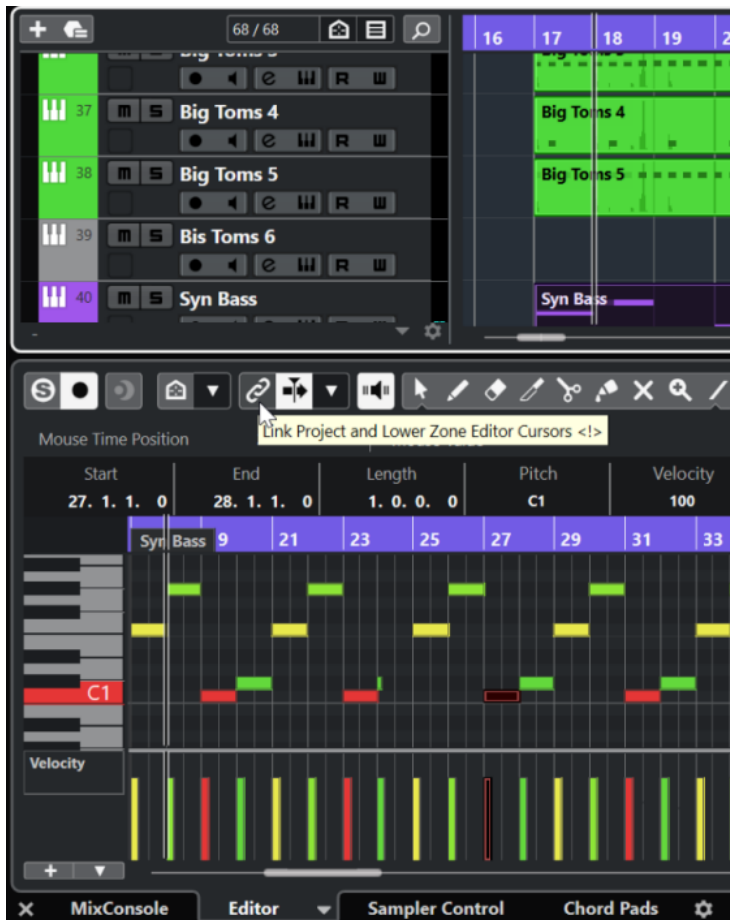 68 / 68
16 17 18 19
R W
37 m S Big Toms 4
Big Toms 4
e R W
38 m S Big Toms 5
Big Toms 5
e R W
39 m S Bis Toms 6
e R W
40 m S Syn Bass
Syn Bass
S
Mouse Time Position
Link Project and Lower Zone Editor Cursors <!>
Start End Length Pitch Velocity
27. 1. 1. 0 28. 1. 1. 0 1. 0. 0. 0 C1 100
Syn Bass 9 21 23 25 27 29 31 33
C1
Velocity
MixConsole Editor Sampler Control Chord Pads